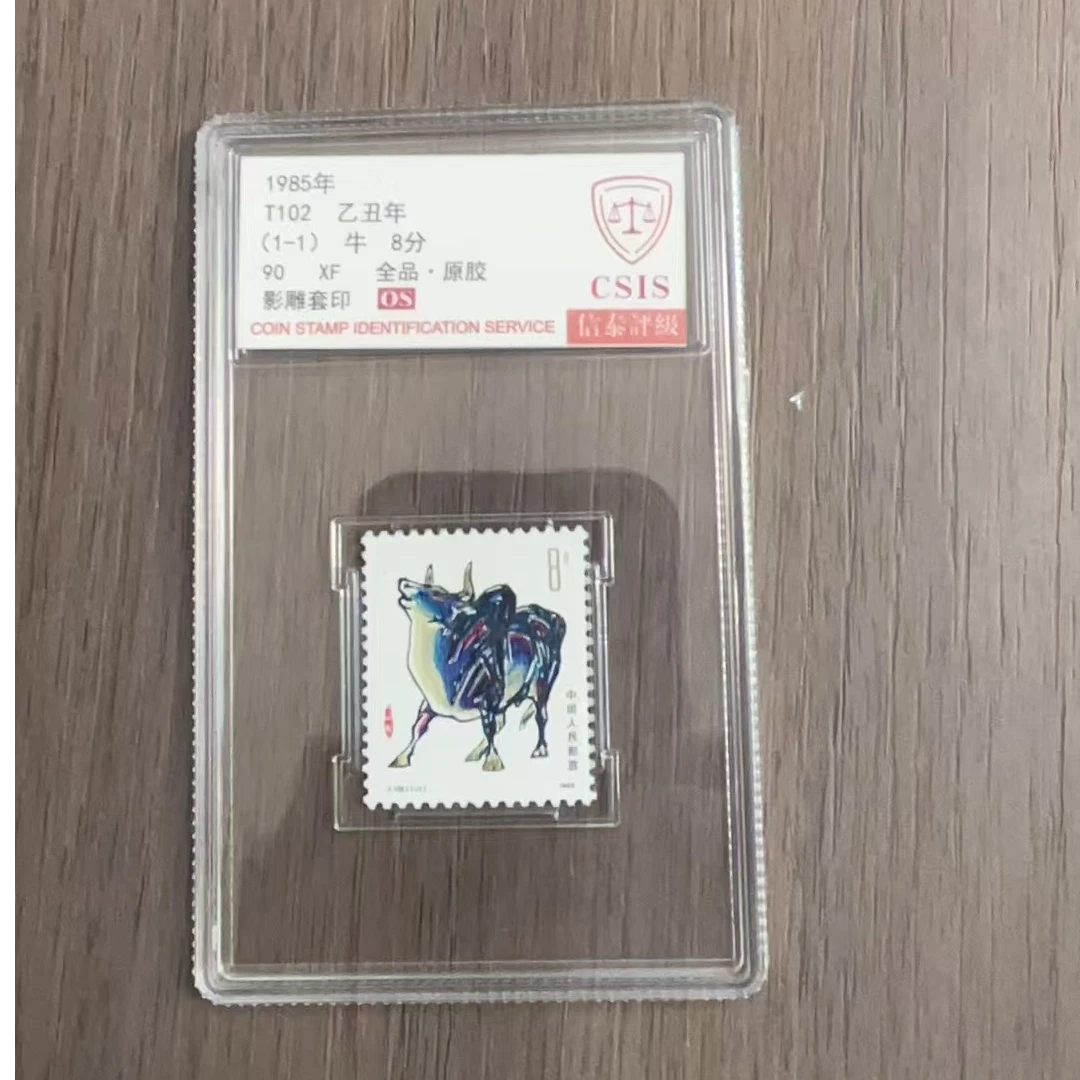 1985年
T102 乙丑年
(1-1) 牛 8分
90 XF 全品·原胶
影雕套印 OS
COIN STAMP IDENTIFICATION SERVICE
CSIS
信泰評級
8
中国人民邮政
1985